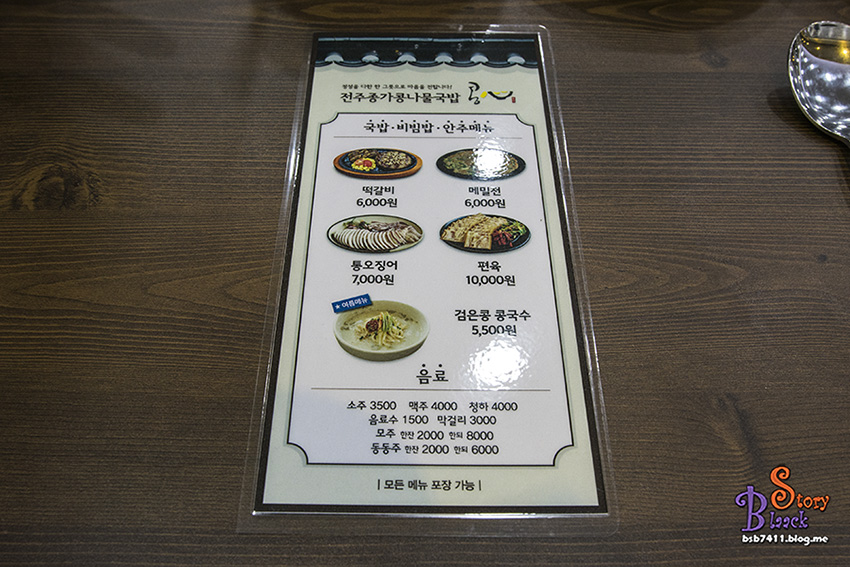 정성을 다한 한 그릇으로 마음을 전합니다!
전주종가콩나물국밥 콩
국밥·비빔밥·안주메뉴
떡갈비 메밀전
6,000원 6,000원
통오징어 편육
7,000원 10,000원
★여름메뉴
검은콩 콩국수
5,500원
음료
소주 3500 맥주 4000 청하 4000
음료수 1500 막걸리 3000
모주 한잔 2000 한되 8000
동동주 한잔 2000 한되 6000
| 모든 메뉴 포장 가능 |
Story
Blaack
bsb7411.blog.me